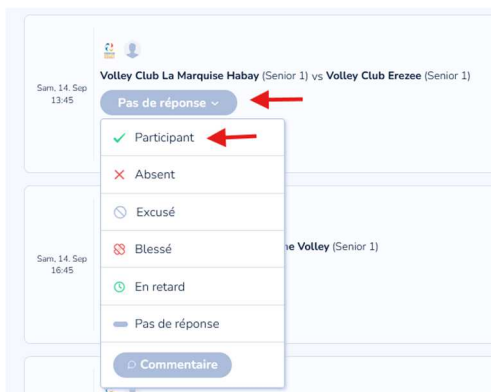 Volley Club La Marquise Habay (Senior 1) vs Volley Club Erezee (Senior 1)
Sam, 14. Sep
13:45
Pas de réponse
Participant
Absent
Excusé
Blessé
ne Volley (Senior 1)
Sam, 14. Sep
16:45
En retard
Pas de réponse
Commentaire